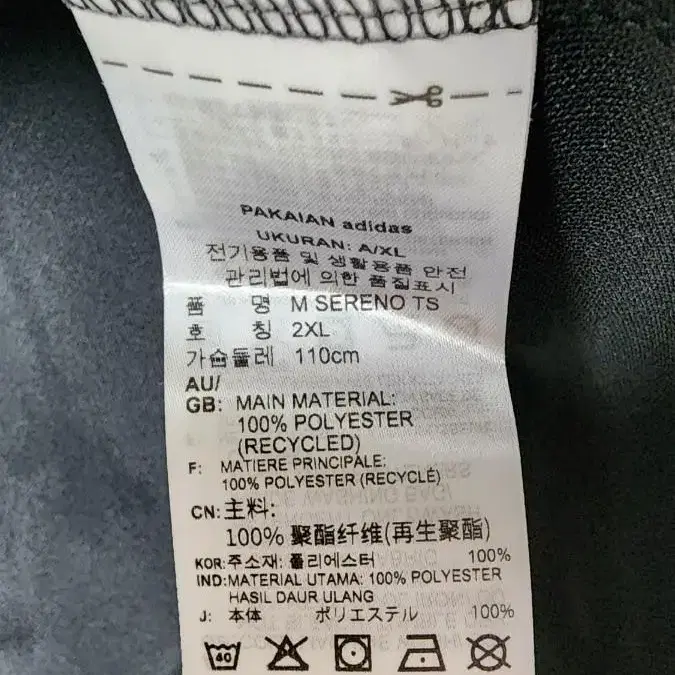 PAKAIAN adidas
UKURAN: A/XL
전기용품 및 생활용품 안전
관리법에 의한 품질표시
품 명 M SERENO TS
호 칭 2XL
가슴둘레 110cm
AU/
GB: MAIN MATERIAL:
100% POLYESTER
(RECYCLED)
F: MATIERE PRINCIPALE:
100% POLYESTER (RECYCLÉ)
CN: 主料:
100% 聚酯纤维(再生聚酯)
KOR: 주소재: 폴리에스터 100%
IND: MATERIAL UTAMA: 100% POLYESTER
HASIL DAUR ULANG
J: 本体 ポリエステル 100%
40